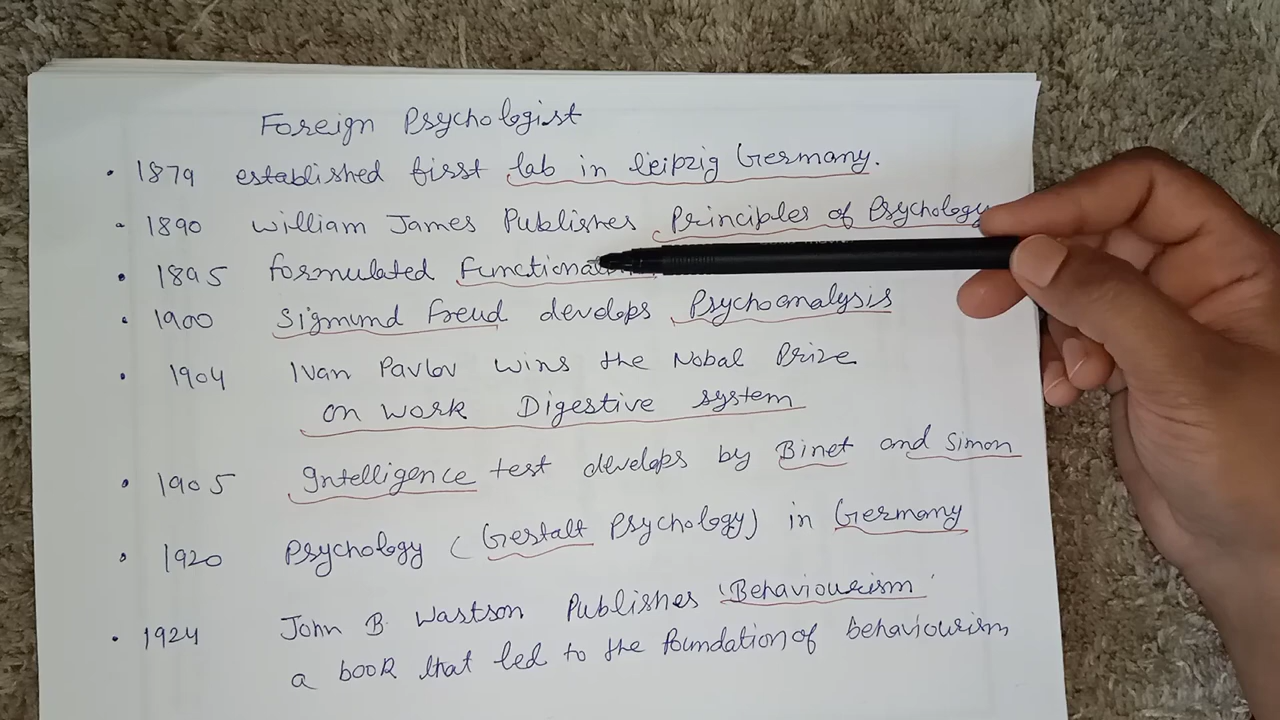 Foreign Psychologist
• 1879 established first lab in leipzig Germany.
• 1890 William James Publishes Principles of Psychology
• 1895 formulated
• 1900 Sigmund freud develops Psychoanalysis
• 1904 Ivan Pavlov wins the Nobal Prize
on work Digestive system
• 1905 Intelligence test develops by Binet and Simon
• 1920 Psychology (Gestalt Psychology) in Germany
• 1924 John B Wastson Publishes 'Behaviourism'
a book that led to the foundation of behaviourism